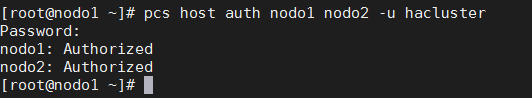 [root@nodo1 ~]# pcs host auth nodo1 nodo2 -u hacluster
Password:
nodo1: Authorized
nodo2: Authorized
[root@nodo1 ~]#